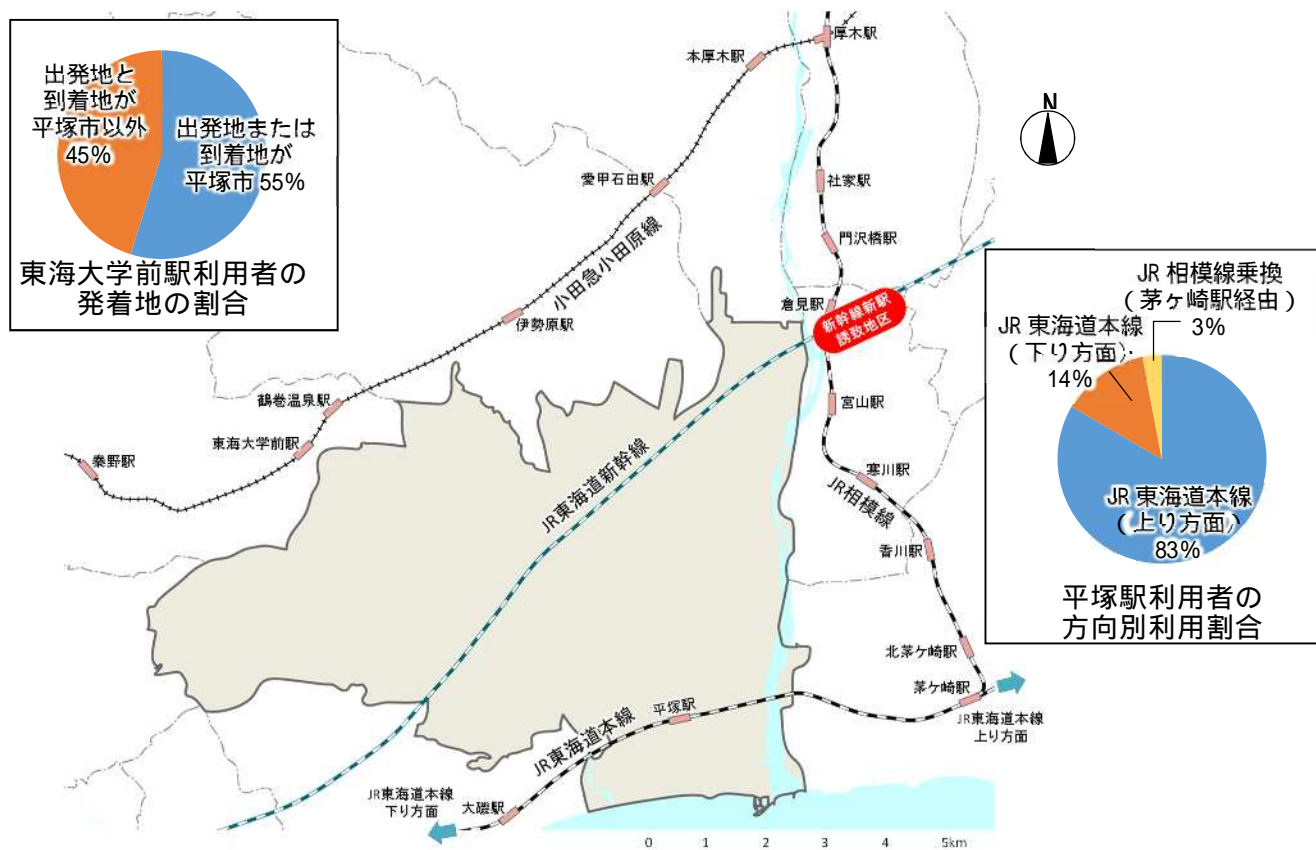 出発地と
到着地が
平塚市以外
45%
出発地または
到着地が
平塚市 55%
東海大学前駅利用者の
発着地の割合
厚木駅
本厚木駅
N
愛甲石田駅
社家駅
小田急小田原線
門沢橋駅
倉見駅
新幹線新駅
誘致地区
伊勢原駅
JR 相模線乗換
(茅ヶ崎駅経由)
3%
JR 東海道本線
(下り方面)
14%
JR 東海道本線
(上り方面)
83%
平塚駅利用者の
方向別利用割合
鶴巻温泉駅
宮山駅
東海大学前駅
秦野駅
寒川駅
JR東海道新幹線
JR相模線
香川駅
北茅ケ崎駅
茅ケ崎駅
平塚駅
JR東海道本線
上り方面
JR東海道本線
JR東海道本線
下り方面
大磯駅
0 1 2 3 4 5km